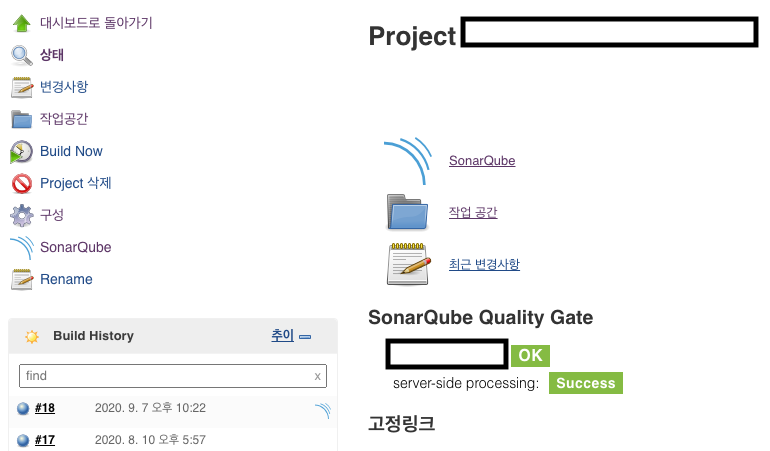 대시보드로 돌아가기
상태
변경사항
작업공간
Build Now
Project 삭제
구성
SonarQube
Rename
Build History 추이
find x
#18 2020. 9. 7 오후 10:22
#17 2020. 8. 10 오후 5:57
Project
SonarQube
작업 공간
최근 변경사항
SonarQube Quality Gate
OK
server-side processing: Success
고정링크